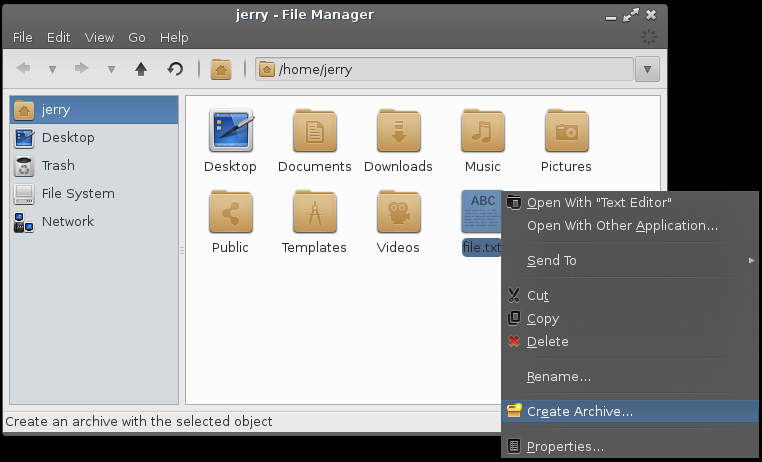 jerry - File Manager
File Edit View Go Help
/home/jerry
jerry
Desktop
Trash
File System
Network
Desktop Documents Downloads Music Pictures
Public Templates Videos
ABC
file.txt
Open With "Text Editor"
Open With Other Application...
Send To
Cut
Copy
Delete
Rename...
Create Archive...
Properties...
Create an archive with the selected object